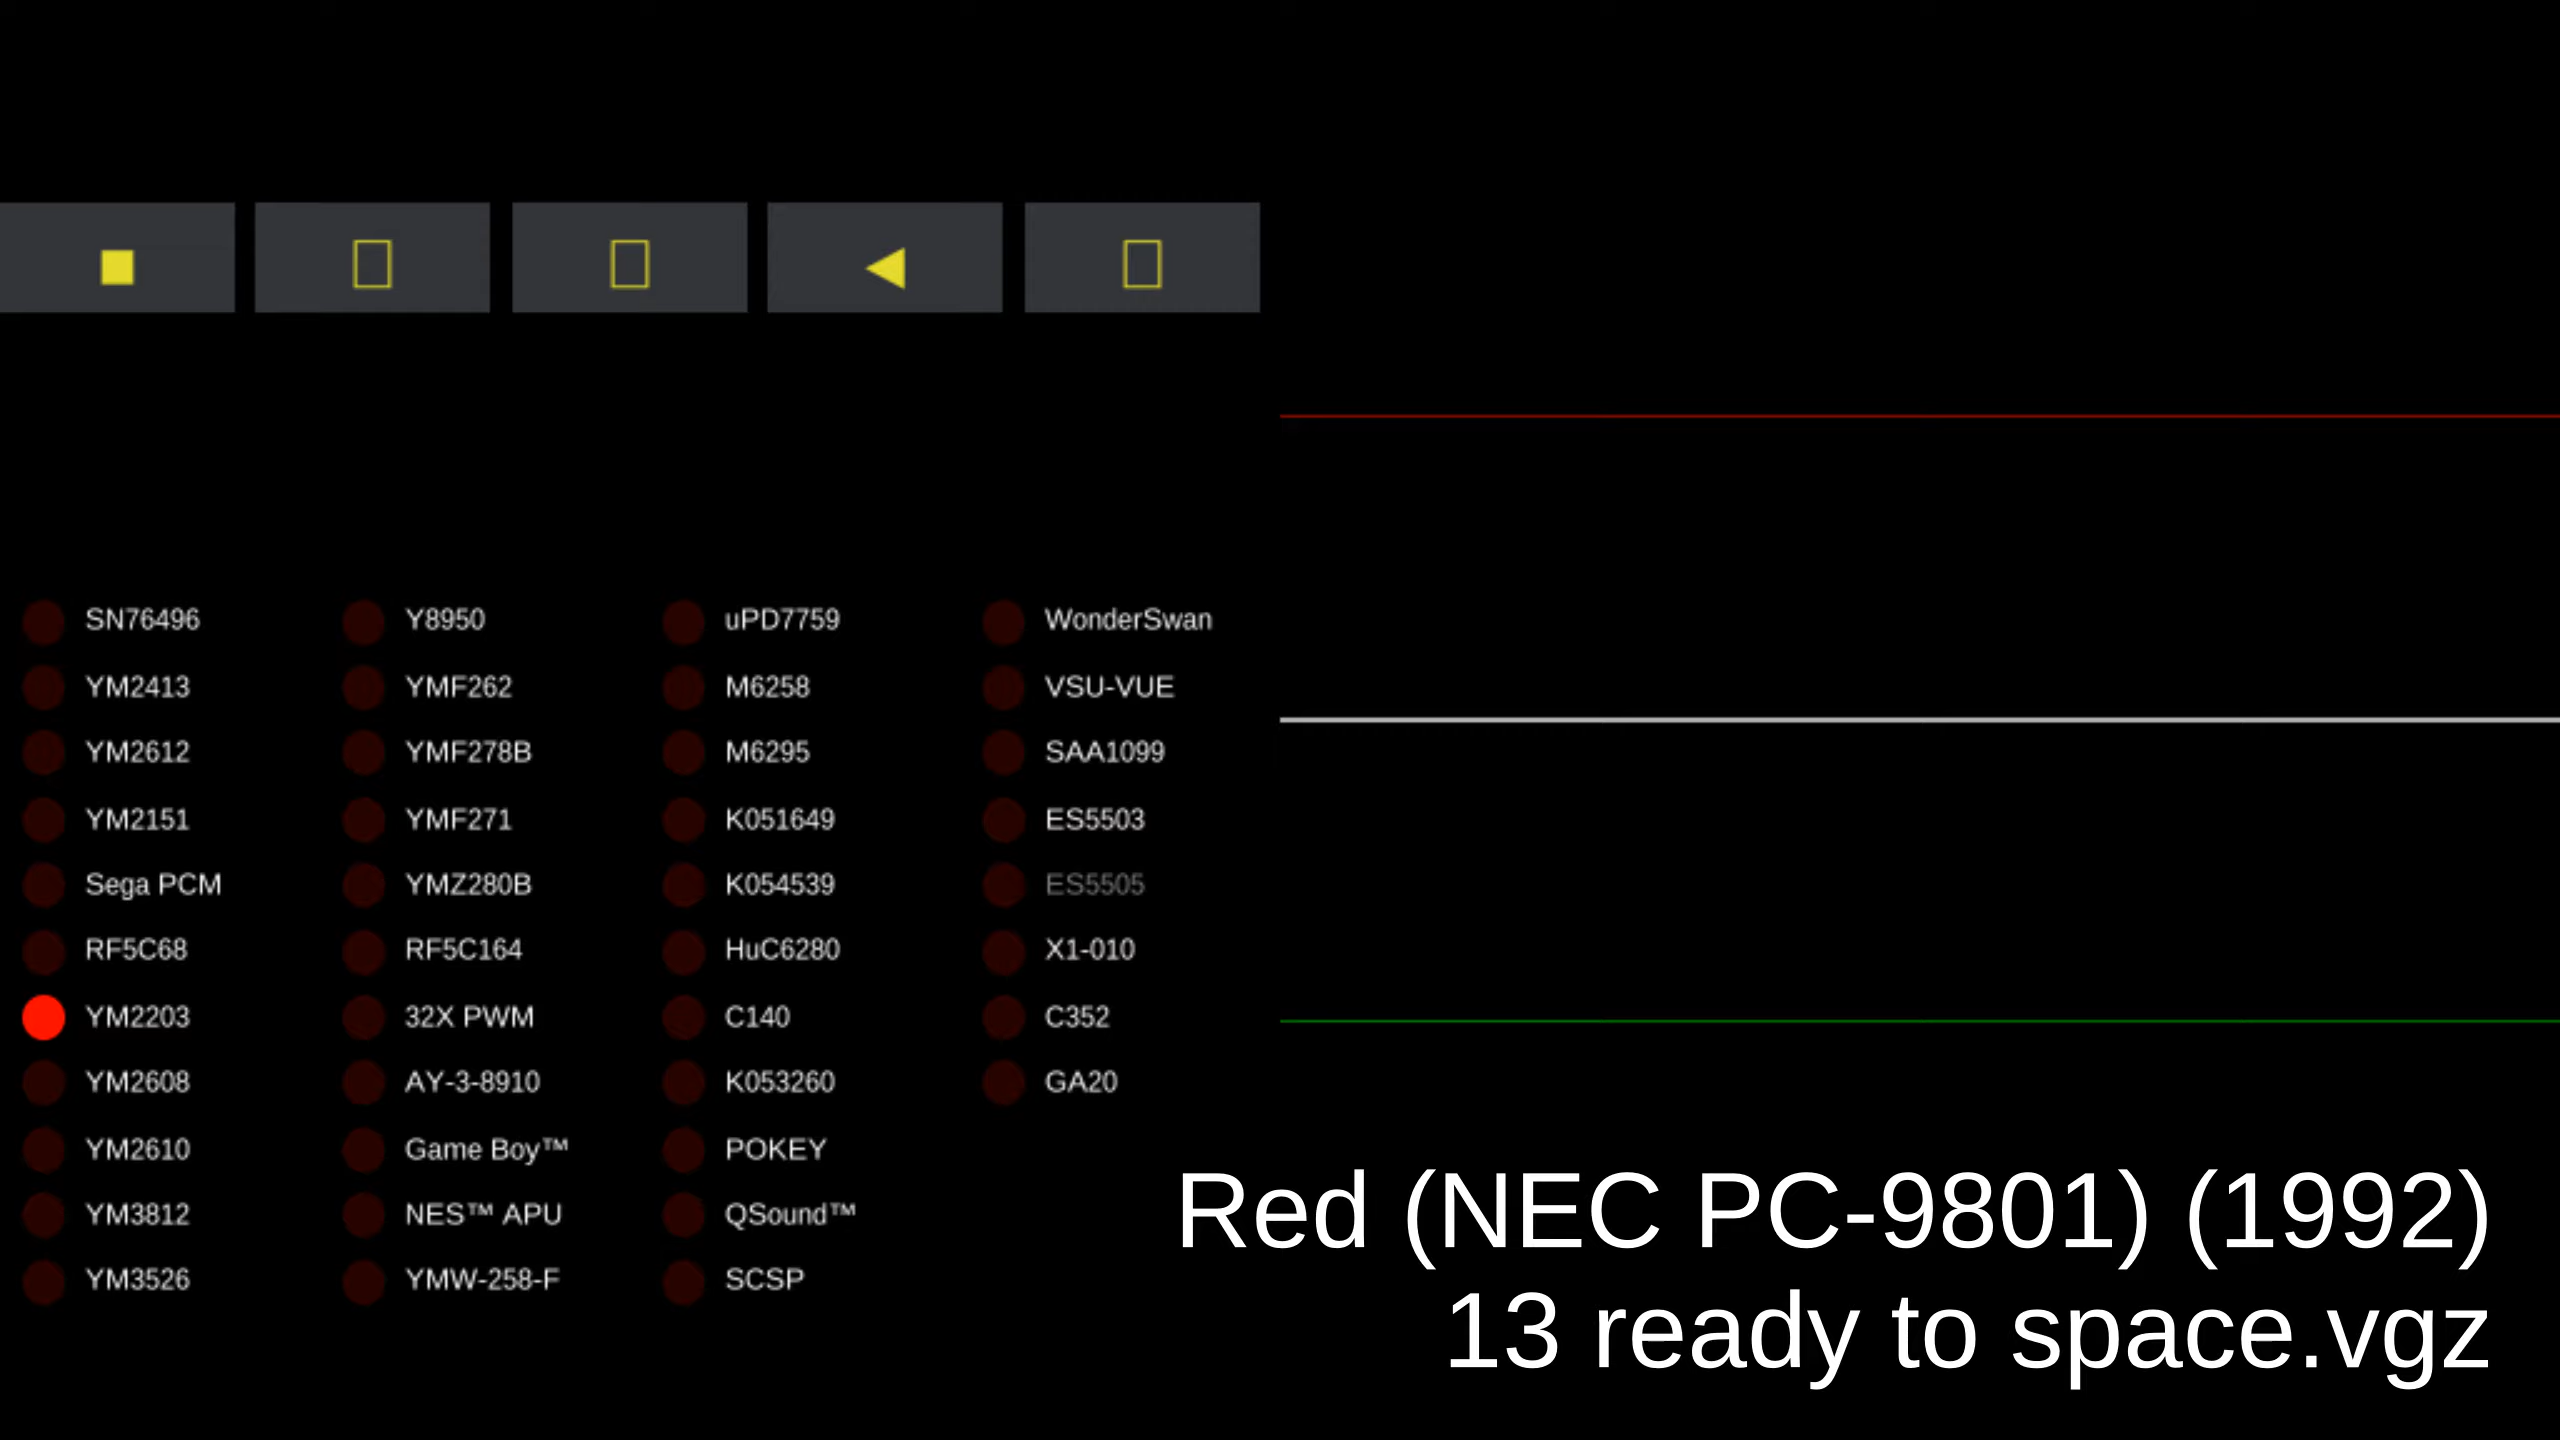 SN76496 Y8950 uPD7759 WonderSwan
YM2413 YMF262 M6258 VSU-VUE
YM2612 YMF278B M6295 SAA1099
YM2151 YMF271 K051649 ES5503
Sega PCM YMZ280B K054539 ES5505
RF5C68 RF5C164 HuC6280 X1-010
YM2203 32X PWM C140 C352
YM2608 AY-3-8910 K053260 GA20
YM2610 Game Boy™ POKEY
YM3812 NES™ APU QSound™
YM3526 YMW-258-F SCSP
Red (NEC PC-9801) (1992)
13 ready to space.vgz